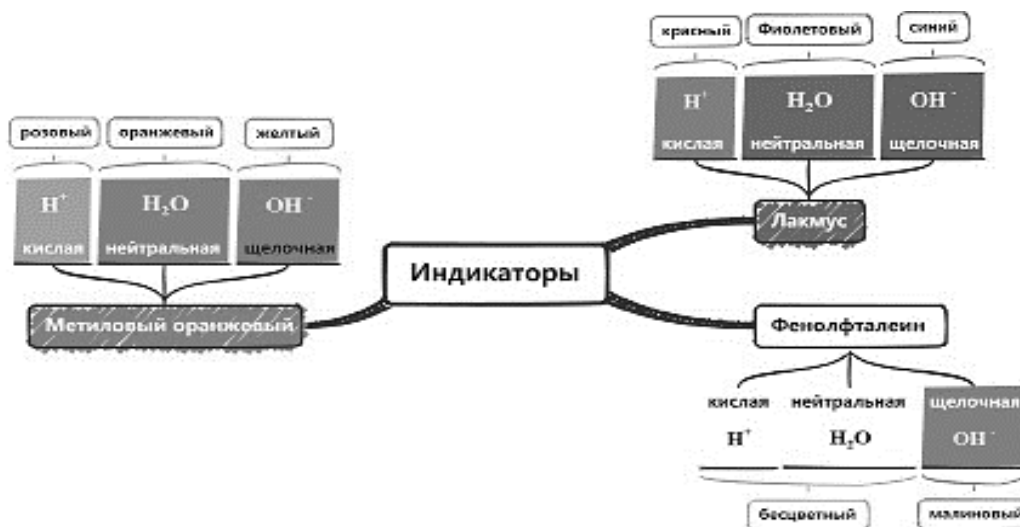 красный Фиолетовый синий
H⁺ H₂O OH⁻
кислая нейтральная щелочная
Лакмус
розовый оранжевый желтый
H⁺ H₂O OH⁻
кислая нейтральная щелочная
Метиловый оранжевый
Индикаторы
Фенолфталеин
кислая нейтральная щелочная
H⁺ H₂O OH⁻
бесцветный малиновый